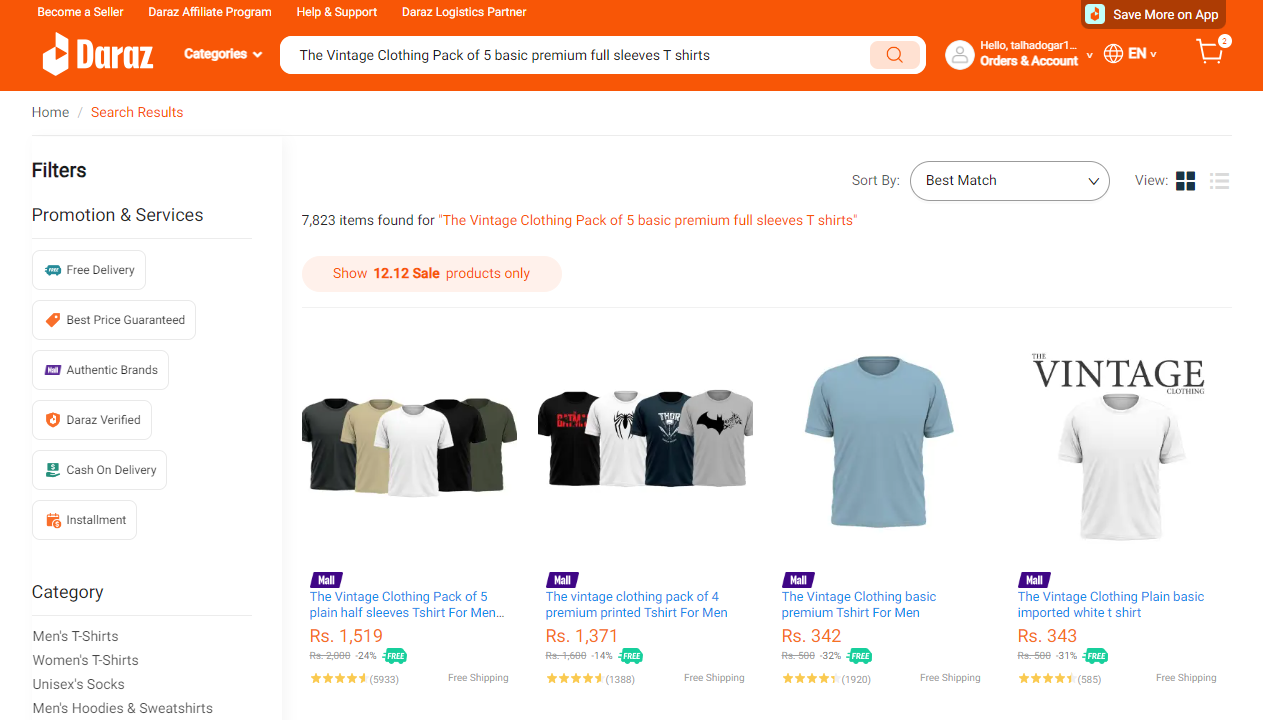 Become a Seller
Daraz Affiliate Program
Help & Support
Daraz Logistics Partner
Save More on App
Daraz
Categories
The Vintage Clothing Pack of 5 basic premium full sleeves T shirts
Hello, talhadogar1...
Orders & Account
EN
2
Home / Search Results
Filters
Sort By:
Best Match
View:
Promotion & Services
7,823 items found for "The Vintage Clothing Pack of 5 basic premium full sleeves T shirts"
Show 12.12 Sale products only
FREE Free Delivery
Best Price Guaranteed
Mall Authentic Brands
Daraz Verified
Cash On Delivery
Installment
Category
Men's T-Shirts
Women's T-Shirts
Unisex's Socks
Men's Hoodies & Sweatshirts
Mall
The Vintage Clothing Pack of 5
plain half sleeves Tshirt For Men...
Rs. 1,519
Rs. 2,000 -24% FREE
(5933)
Free Shipping
THOR
Mall
The vintage clothing pack of 4
premium printed Tshirt For Men
Rs. 1,371
Rs. 1,600 -14% FREE
(1388)
Free Shipping
Mall
The Vintage Clothing basic
premium Tshirt For Men
Rs. 342
Rs. 500 -32% FREE
(1920)
Free Shipping
THE
VINTAGE
CLOTHING
Mall
The Vintage Clothing Plain basic
imported white t shirt
Rs. 343
Rs. 500 -31% FREE
(585)
Free Shipping